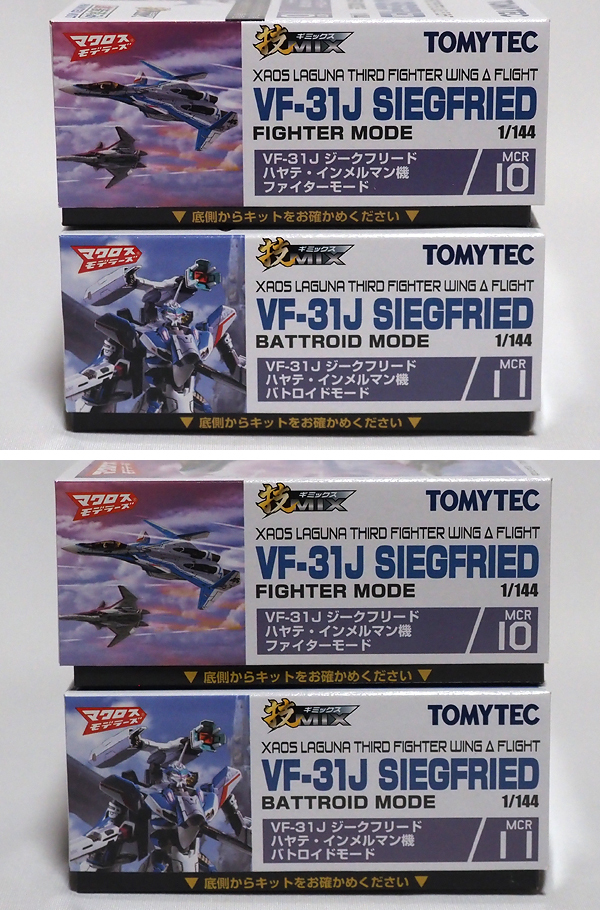 マクロス
モデラーズ
技MIX
ギミックス
TOMYTEC
XAOS LAGUNA THIRD FIGHTER WING Δ FLIGHT
VF-31J SIEGFRIED
FIGHTER MODE 1/144
VF-31J ジークフリード
ハヤテ・インメルマン機
ファイターモード
MCR
10
▼ 底側からキットをお確かめください ▼
マクロス
モデラーズ
技MIX
ギミックス
TOMYTEC
XAOS LAGUNA THIRD FIGHTER WING Δ FLIGHT
VF-31J SIEGFRIED
BATTROID MODE 1/144
VF-31J ジークフリード
ハヤテ・インメルマン機
バトロイドモード
MCR
11
▼ 底側からキットをお確かめください ▼
マクロス
モデラーズ
技MIX
ギミックス
TOMYTEC
XAOS LAGUNA THIRD FIGHTER WING Δ FLIGHT
VF-31J SIEGFRIED
FIGHTER MODE 1/144
VF-31J ジークフリード
ハヤテ・インメルマン機
ファイターモード
MCR
10
▼ 底側からキットをお確かめください ▼
マクロス
モデラーズ
技MIX
ギミックス
TOMYTEC
XAOS LAGUNA THIRD FIGHTER WING Δ FLIGHT
VF-31J SIEGFRIED
BATTROID MODE 1/144
VF-31J ジークフリード
ハヤテ・インメルマン機
バトロイドモード
MCR
11
▼ 底側からキットをお確かめください ▼